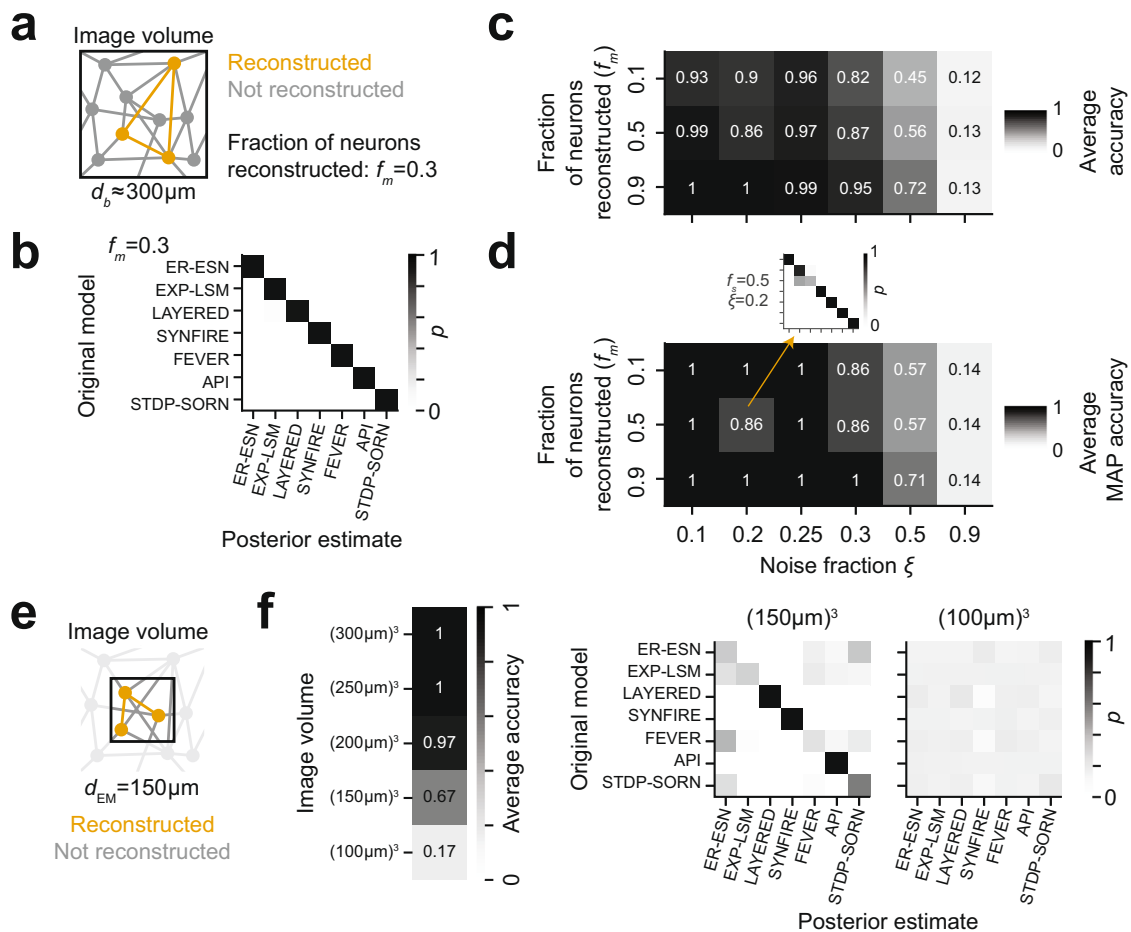 a
Image volume
Reconstructed
Not reconstructed
Fraction of neurons
reconstructed: fm=0.3
db≈300µm
b
fm=0.3
Original model
ER-ESN
EXP-LSM
LAYERED
SYNFIRE
FEVER
API
STDP-SORN
ER-ESN
EXP-LSM
LAYERED
SYNFIRE
FEVER
API
STDP-SORN
Posterior estimate
1
0
p
c
Fraction
of neurons
reconstructed (fm)
0.1
0.5
0.9
0.93 0.9 0.96 0.82 0.45 0.12
0.99 0.86 0.97 0.87 0.56 0.13
1 1 0.99 0.95 0.72 0.13
1
0
Average
accuracy
d
fs=0.5
ξ=0.2
1
0
p
Fraction
of neurons
reconstructed (fm)
0.1
0.5
0.9
1 1 1 0.86 0.57 0.14
1 0.86 1 0.86 0.57 0.14
1 1 1 1 0.71 0.14
0.1 0.2 0.25 0.3 0.5 0.9
Noise fraction ξ
1
0
Average
MAP accuracy
e
Image volume
dEM=150µm
Reconstructed
Not reconstructed
f
Image volume
(300µm)³ 1
(250µm)³ 1
(200µm)³ 0.97
(150µm)³ 0.67
(100µm)³ 0.17
1
0
Average accuracy
(150µm)³
(100µm)³
Original model
ER-ESN
EXP-LSM
LAYERED
SYNFIRE
FEVER
API
STDP-SORN
ER-ESN
EXP-LSM
LAYERED
SYNFIRE
FEVER
API
STDP-SORN
ER-ESN
EXP-LSM
LAYERED
SYNFIRE
FEVER
API
STDP-SORN
Posterior estimate
1
0
p